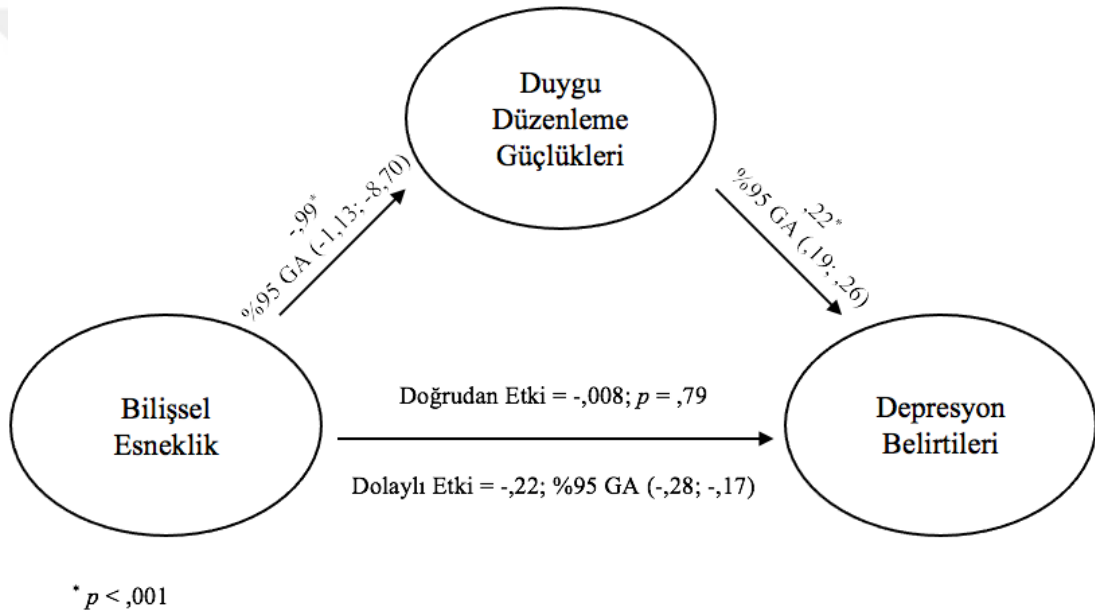 Duygu
Düzenleme
Güçlükleri
-,99*
%95 GA (-1,13; -8,70)
,22*
%95 GA (,19; ,26)
Bilişsel
Esneklik
Doğrudan Etki = -,008; p = ,79
Dolaylı Etki = -,22; %95 GA (-,28; -,17)
Depresyon
Belirtileri
* p < ,001